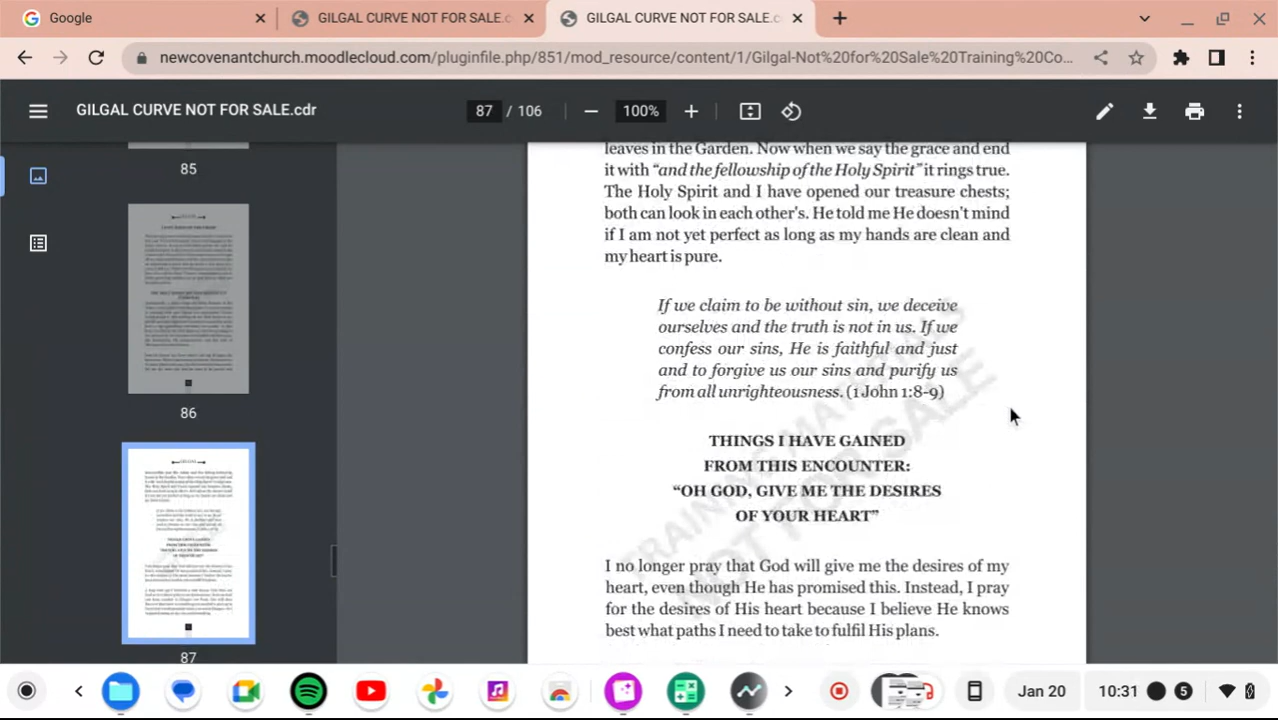 Google
GILGAL CURVE NOT FOR SALE.c
GILGAL CURVE NOT FOR SALE.c
newcovenantchurch.moodlecloud.com/pluginfile.php/851/mod_resource/content/1/Gilgal-Not%20for%20Sale%20Training%20Co...
GILGAL CURVE NOT FOR SALE.cdr
87 / 106
100%
85
86
87
leaves in the Garden. Now when we say the grace and end
it with “and the fellowship of the Holy Spirit” it rings true.
The Holy Spirit and I have opened our treasure chests;
both can look in each other's. He told me He doesn't mind
if I am not yet perfect as long as my hands are clean and
my heart is pure.
If we claim to be without sin, we deceive
ourselves and the truth is not in us. If we
confess our sins, He is faithful and just
and to forgive us our sins and purify us
from all unrighteousness. (1 John 1:8-9)
THINGS I HAVE GAINED
FROM THIS ENCOUNTER:
“OH GOD, GIVE ME THE DESIRES
OF YOUR HEART”
I no longer pray that God will give me the desires of my
heart, even though He has promised this. Instead, I pray
for the desires of His heart because I believe He knows
best what paths I need to take to fulfil His plans.
TRAINING MATERIALS
NOT FOR SALE
Jan 20
10:31
5